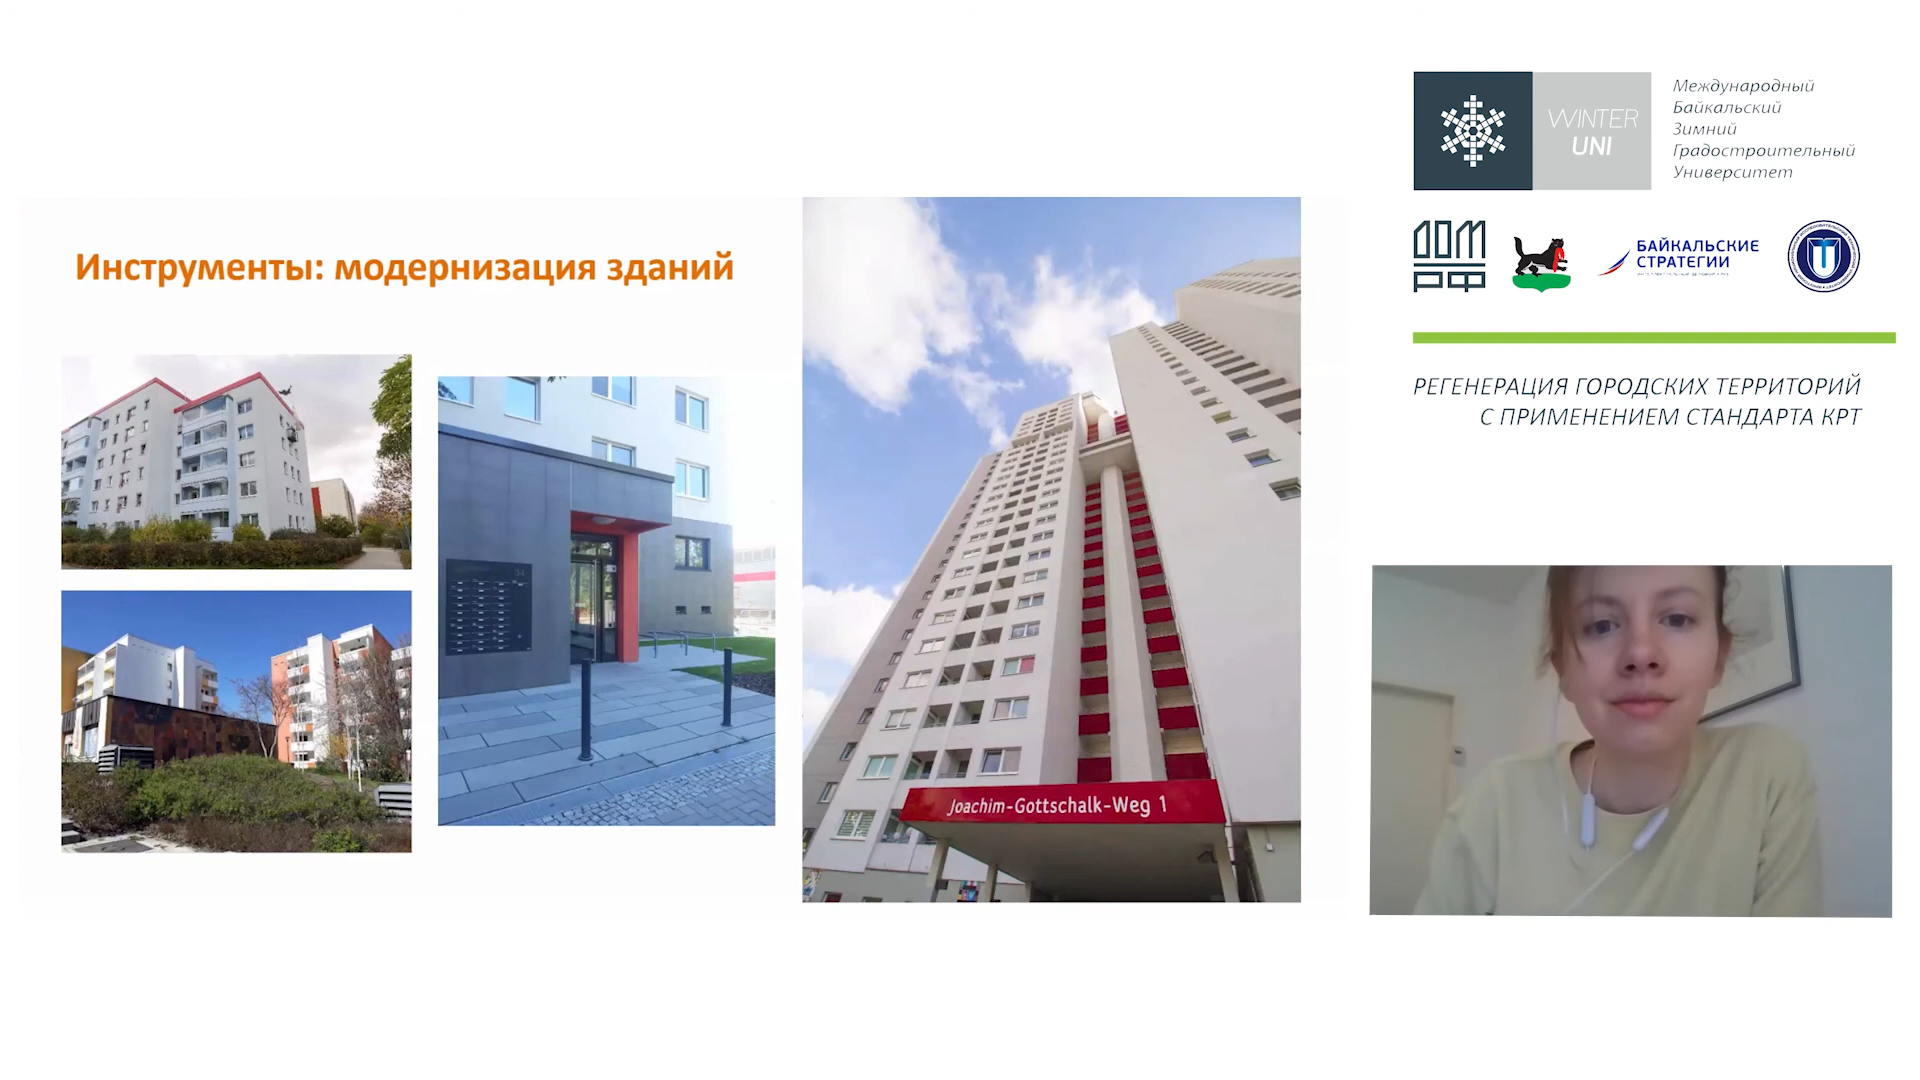 Инструменты: модернизация зданий
34
Joachim-Gottschalk-Weg 1
WINTER
UNI
Международный
Байкальский
Зимний
Градостроительный
Университет
ДОМ
РФ
БАЙКАЛЬСКИЕ
СТРАТЕГИИ
РЕГЕНЕРАЦИЯ ГОРОДСКИХ ТЕРРИТОРИЙ
С ПРИМЕНЕНИЕМ СТАНДАРТА КРТ